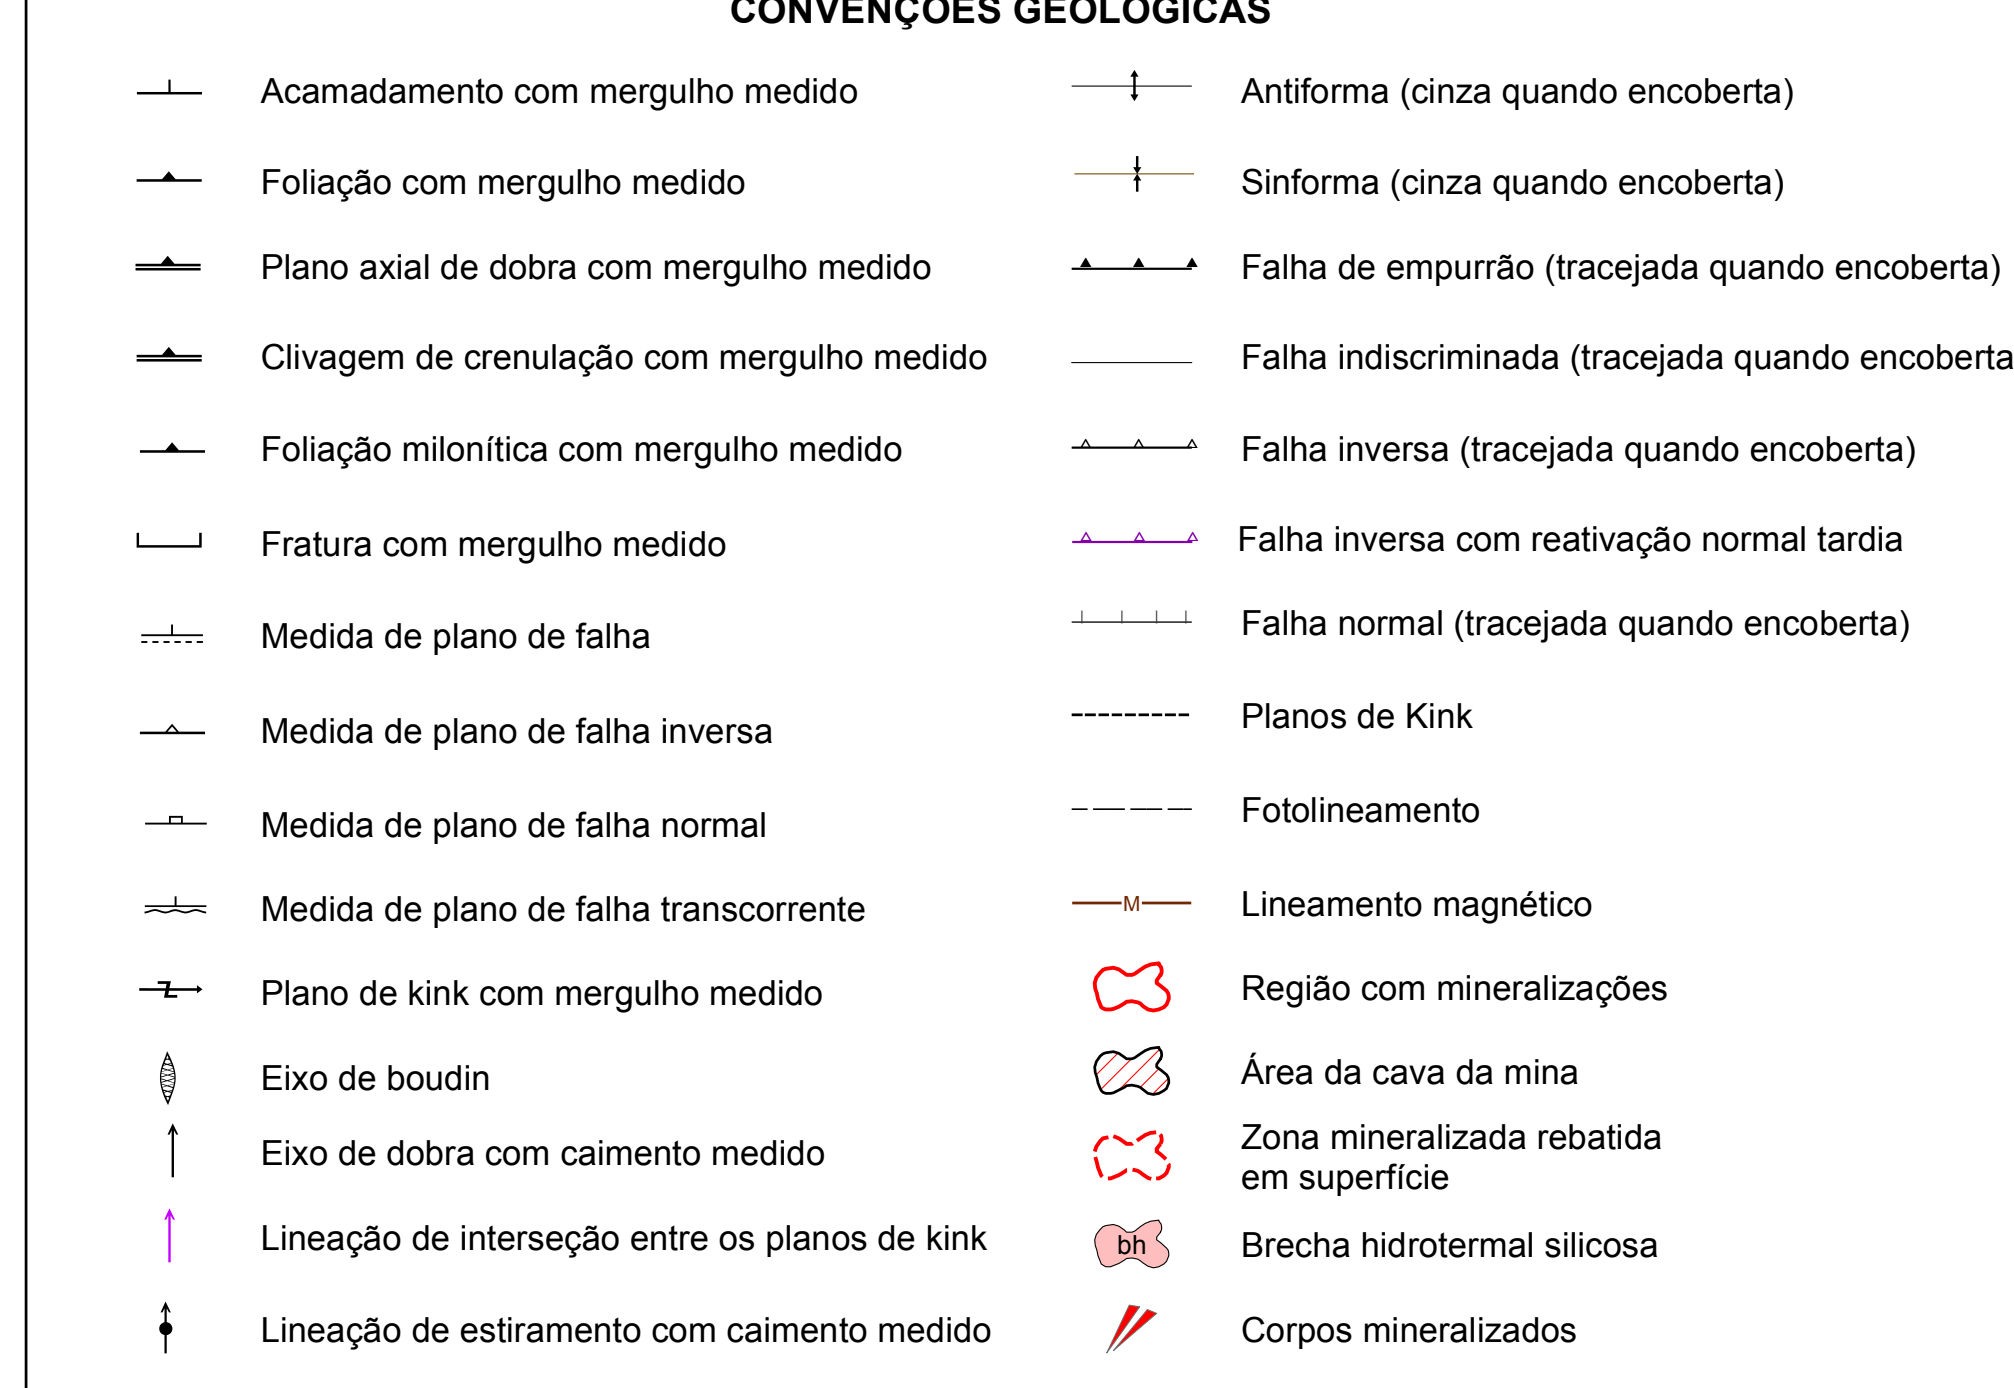 CONVENÇÕES GEOLÓGICAS
Acamadamento com mergulho medido
Foliação com mergulho medido
Plano axial de dobra com mergulho medido
Clivagem de crenulação com mergulho medido
Foliação milonítica com mergulho medido
Fratura com mergulho medido
Medida de plano de falha
Medida de plano de falha inversa
Medida de plano de falha normal
Medida de plano de falha transcorrente
Plano de kink com mergulho medido
Eixo de boudin
Eixo de dobra com caimento medido
Lineação de interseção entre os planos de kink
Lineação de estiramento com caimento medido
Antiforma (cinza quando encoberta)
Sinforma (cinza quando encoberta)
Falha de empurrão (tracejada quando encoberta)
Falha indiscriminada (tracejada quando encoberta
Falha inversa (tracejada quando encoberta)
Falha inversa com reativação normal tardia
Falha normal (tracejada quando encoberta)
Planos de Kink
Fotolineamento
M Lineamento magnético
Região com mineralizações
Área da cava da mina
Zona mineralizada rebatida
em superfície
bh Brecha hidrotermal silicosa
Corpos mineralizados